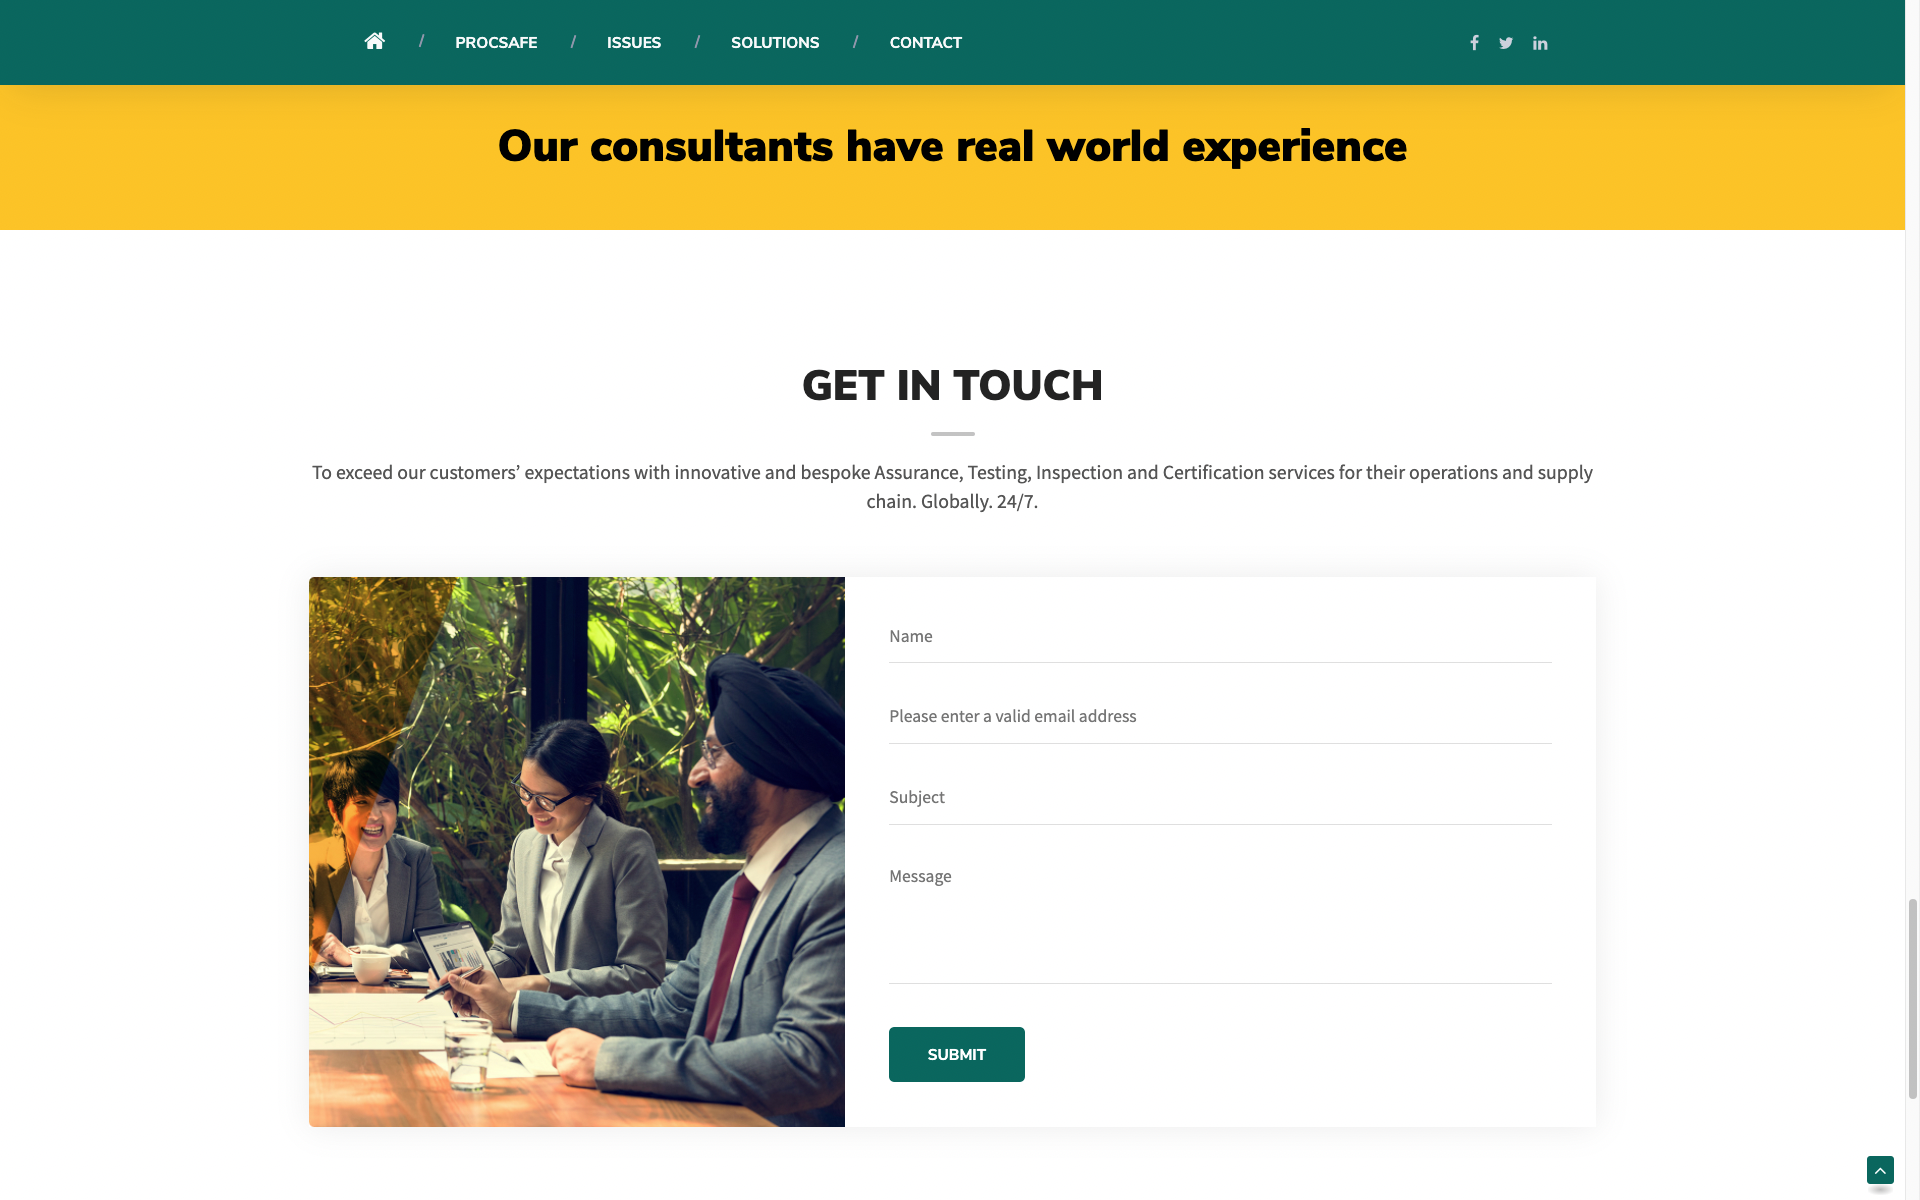 / PROCSAFE / ISSUES / SOLUTIONS / CONTACT
Our consultants have real world experience
GET IN TOUCH
To exceed our customers’ expectations with innovative and bespoke Assurance, Testing, Inspection and Certification services for their operations and supply
chain. Globally. 24/7.
Name
Please enter a valid email address
Subject
Message
SUBMIT